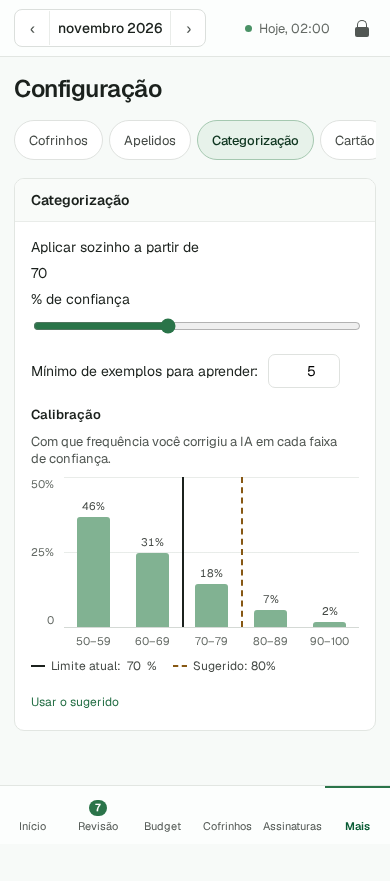 ‹ novembro 2026 › Hoje, 02:00
Configuração
Cofrinhos Apelidos Categorização Cartão
Categorização
Aplicar sozinho a partir de
70
% de confiança
Mínimo de exemplos para aprender: 5
Calibração
Com que frequência você corrigiu a IA em cada faixa
de confiança.
50%
46%
31%
25%
18%
7%
2%
0
50–59 60–69 70–79 80–89 90–100
Limite atual: 70 % Sugerido: 80%
Usar o sugerido
7
Início Revisão Budget Cofrinhos Assinaturas Mais